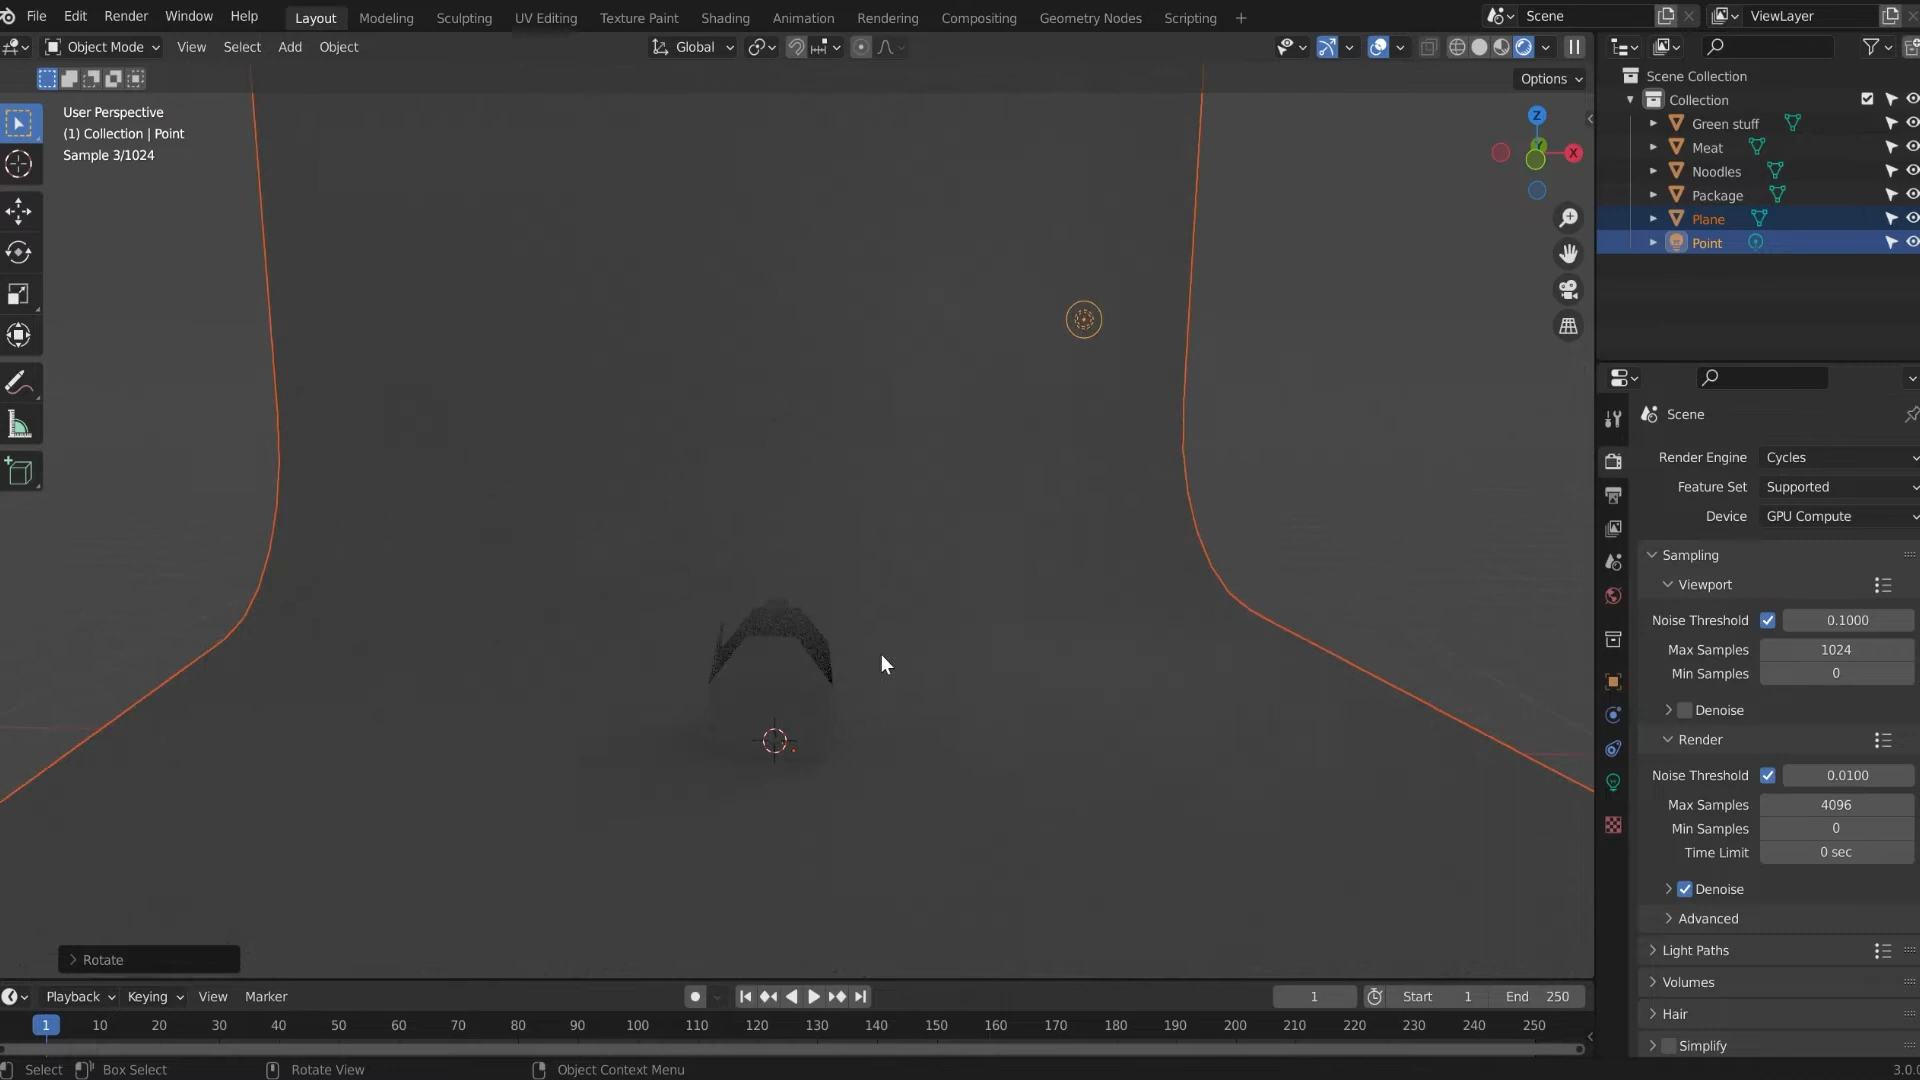 File Edit Render Window Help Layout Modeling Sculpting UV Editing Texture Paint Shading Animation Rendering Compositing Geometry Nodes Scripting + Scene ViewLayer
Object Mode View Select Add Object Global
Options
User Perspective
(1) Collection | Point
Sample 3/1024
Z
Y
X
Rotate
Scene Collection
Collection
Green stuff
Meat
Noodles
Package
Plane
Point
Scene
Render Engine Cycles
Feature Set Supported
Device GPU Compute
Sampling
Viewport
Noise Threshold 0.1000
Max Samples 1024
Min Samples 0
Denoise
Render
Noise Threshold 0.0100
Max Samples 4096
Min Samples 0
Time Limit 0 sec
Denoise
Advanced
Light Paths
Volumes
Hair
Simplify
Playback Keying View Marker 1 Start 1 End 250
1 10 20 30 40 50 60 70 80 90 100 110 120 130 140 150 160 170 180 190 200 210 220 230 240 250
Select Box Select Rotate View Object Context Menu 3.0.0